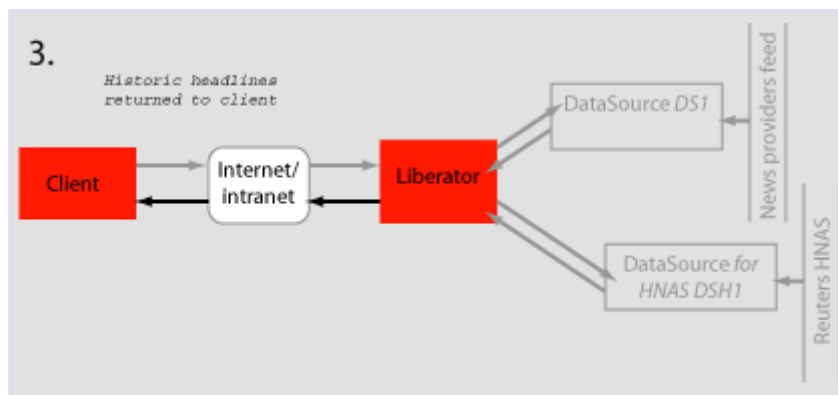 3.
Historic headlines
returned to client
Client
Internet/
intranet
Liberator
DataSource DS1
News providers feed
DataSource for
HNAS DSH1
Reuters HNAS